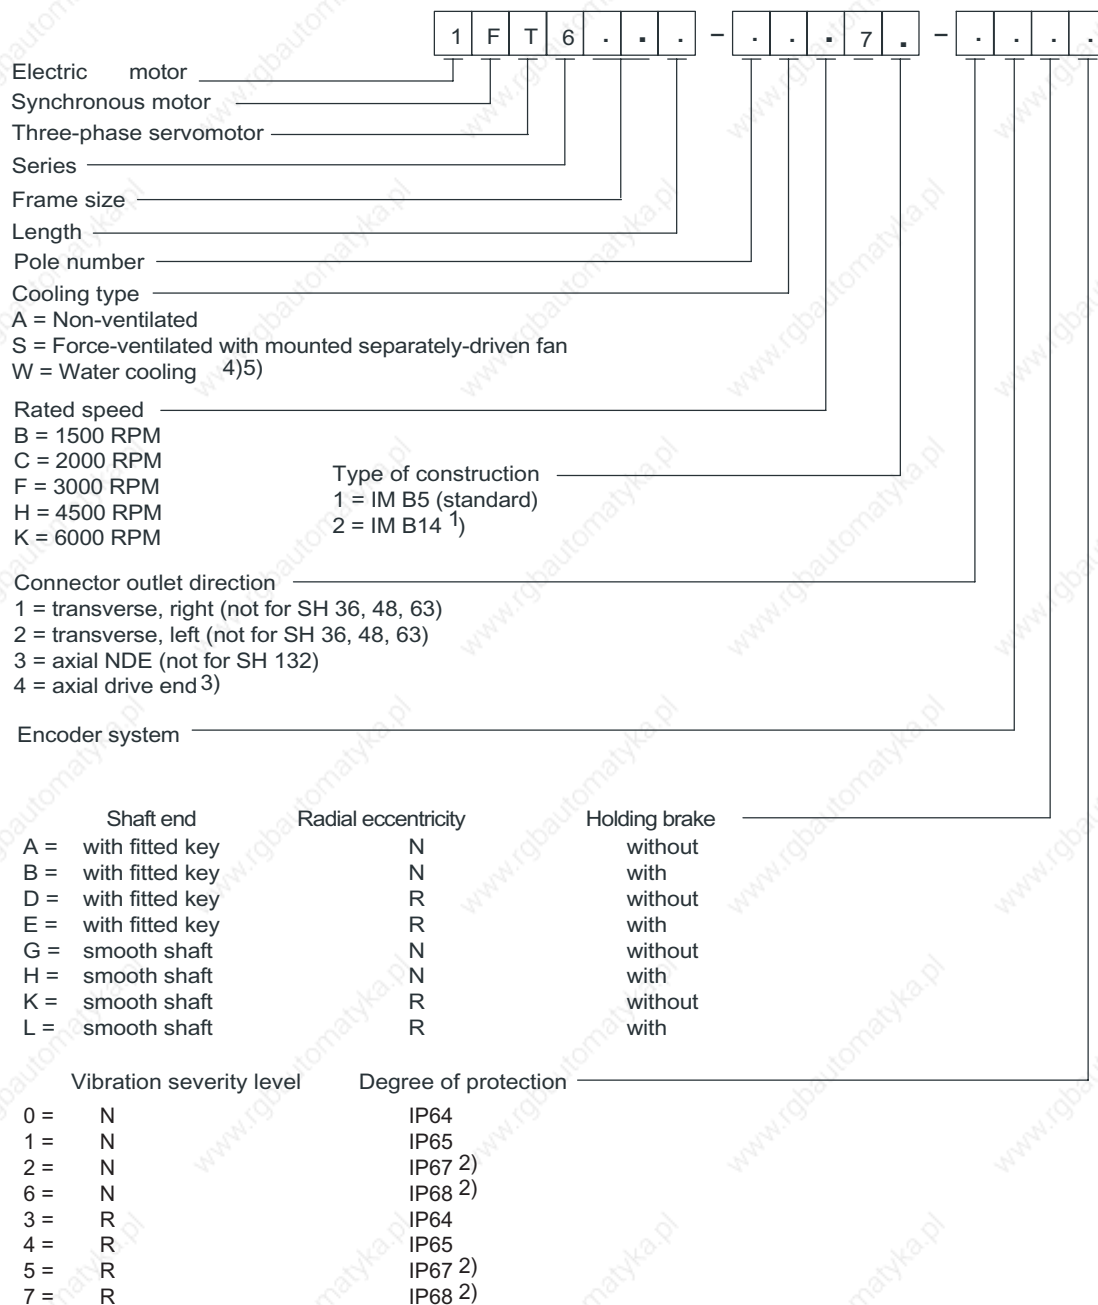 1 F T 6 . . . – . . . 7 . – . . . .
Electric motor
Synchronous motor
Three-phase servomotor
Series
Frame size
Length
Pole number
Cooling type
A = Non-ventilated
S = Force-ventilated with mounted separately-driven fan
W = Water cooling 4)5)
Rated speed
B = 1500 RPM
C = 2000 RPM
F = 3000 RPM
H = 4500 RPM
K = 6000 RPM
Type of construction
1 = IM B5 (standard)
2 = IM B14 1)
Connector outlet direction
1 = transverse, right (not for SH 36, 48, 63)
2 = transverse, left (not for SH 36, 48, 63)
3 = axial NDE (not for SH 132)
4 = axial drive end 3)
Encoder system
Shaft end Radial eccentricity Holding brake
A = with fitted key N without
B = with fitted key N with
D = with fitted key R without
E = with fitted key R with
G = smooth shaft N without
H = smooth shaft N with
K = smooth shaft R without
L = smooth shaft R with
Vibration severity level Degree of protection
0 = N IP64
1 = N IP65
2 = N IP67 2)
6 = N IP68 2)
3 = R IP64
4 = R IP65
5 = R IP67 2)
7 = R IP68 2)
www.rgbautomatyka.pl